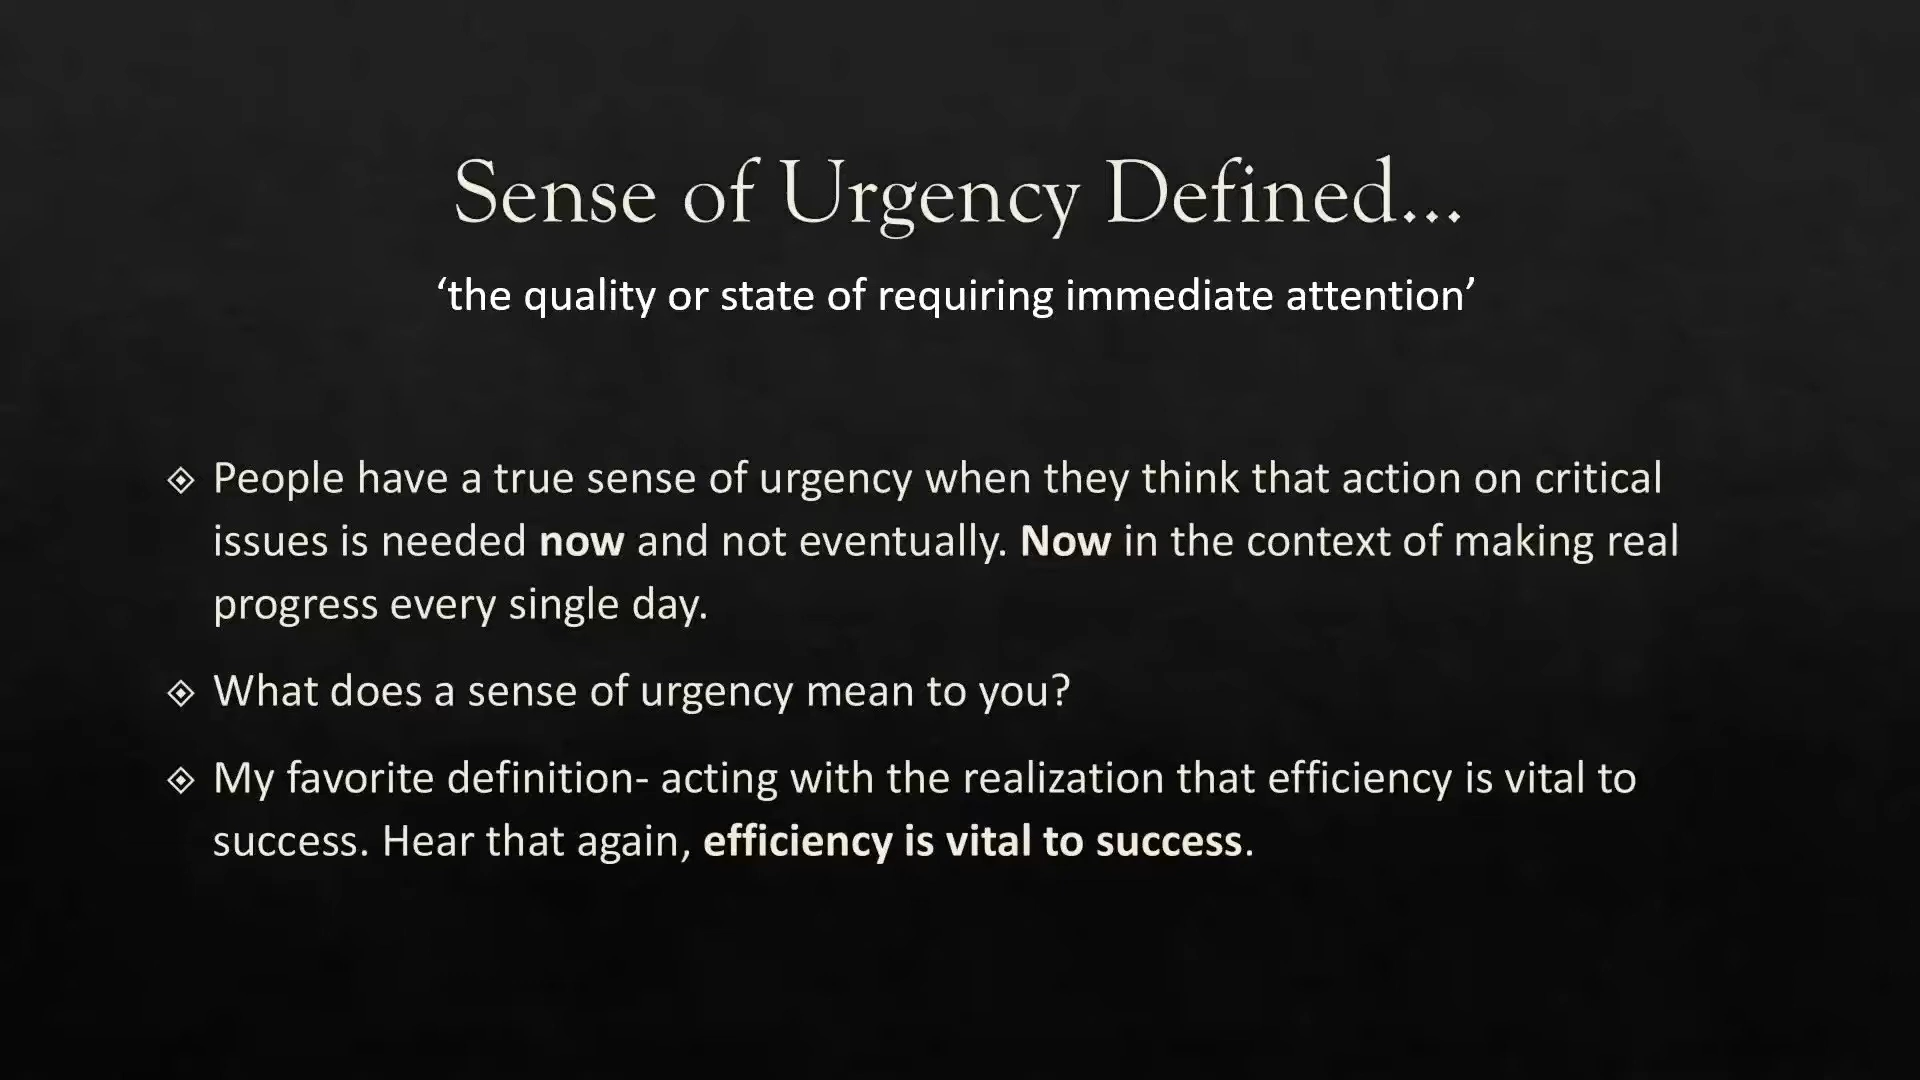 Sense of Urgency Defined...
‘the quality or state of requiring immediate attention’
People have a true sense of urgency when they think that action on critical
issues is needed now and not eventually. Now in the context of making real
progress every single day.
What does a sense of urgency mean to you?
My favorite definition- acting with the realization that efficiency is vital to
success. Hear that again, efficiency is vital to success.